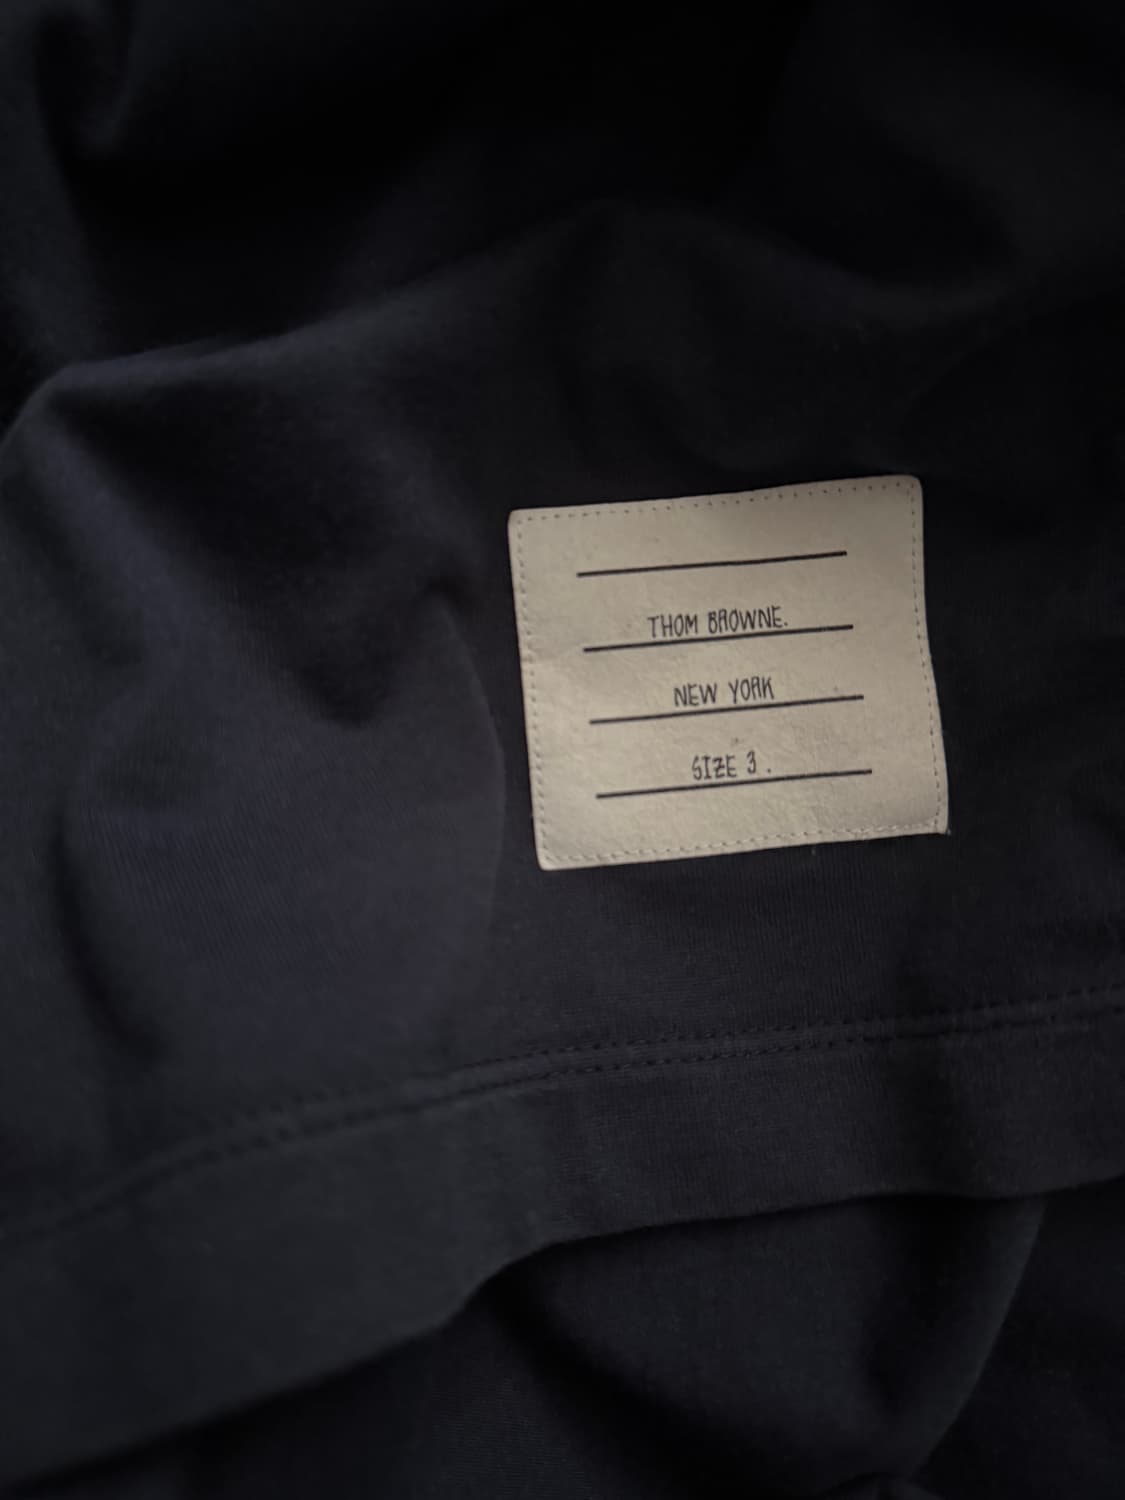 THOM BROWNE.
NEW YORK
SIZE 3 .